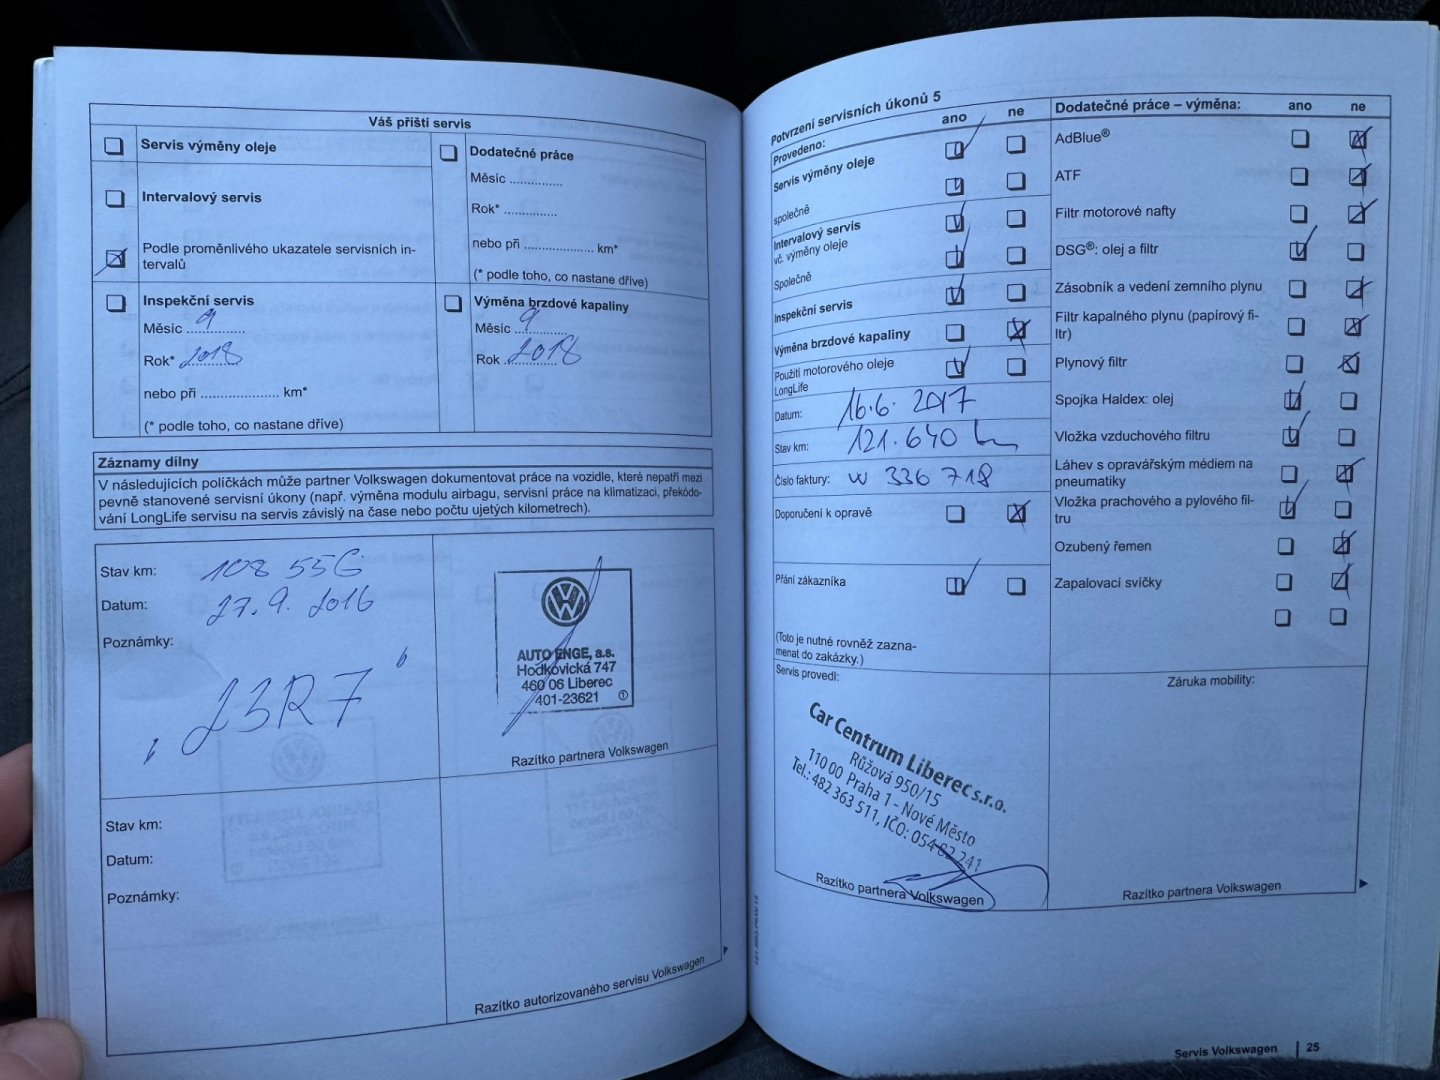 Váš příští servis
Servis výměny oleje
Intervalový servis
Podle proměnlivého ukazatele servisních in-
tervalů
Dodatečné práce
Měsíc ..............
Rok* ..............
nebo při .................. km*
(* podle toho, co nastane dříve)
Inspekční servis
Měsíc 9
Rok* 2018
nebo při .................... km*
(* podle toho, co nastane dříve)
Výměna brzdové kapaliny
Měsíc 9
Rok 2018
Záznamy dílny
V následujících políčkách může partner Volkswagen dokumentovat práce na vozidle, které nepatří mezi
pevně stanovené servisní úkony (např. výměna modulu airbagu, servisní práce na klimatizaci, překódo-
vání LongLife servisu na servis závislý na čase nebo počtu ujetých kilometrech).
Stav km: 108 556
Datum: 27.9.2016
Poznámky:
23R7
AUTO ENGE, a.s.
Hodkovická 747
460 06 Liberec
401-23621 1
Razítko partnera Volkswagen
Stav km:
Datum:
Poznámky:
Razítko autorizovaného servisu Volkswagen
Potvrzení servisních úkonů 5
Provedeno:
ano
ne
Servis výměny oleje
společně
Intervalový servis
vč. výměny oleje
Společně
Inspekční servis
Výměna brzdové kapaliny
Použití motorového oleje
LongLife
Datum: 16.6. 2017
Stav km: 121.640 km
Číslo faktury: W 336 718
Doporučení k opravě
Přání zákazníka
(Toto je nutné rovněž zazna-
menat do zakázky.)
Servis provedl:
Car Centrum Liberec s.r.o.
Růžová 950/15
110 00 Praha 1 - Nové Město
Tel.: 482 363 511, IČO: 054 82 241
Razítko partnera Volkswagen
Dodatečné práce – výměna:
ano
ne
AdBlue®
ATF
Filtr motorové nafty
DSG®: olej a filtr
Zásobník a vedení zemního plynu
Filtr kapalného plynu (papírový fi-
ltr)
Plynový filtr
Spojka Haldex: olej
Vložka vzduchového filtru
Láhev s opravářským médiem na
pneumatiky
Vložka prachového a pylového fil-
tru
Ozubený řemen
Zapalovací svíčky
Záruka mobility:
Razítko partnera Volkswagen
Servis Volkswagen
25